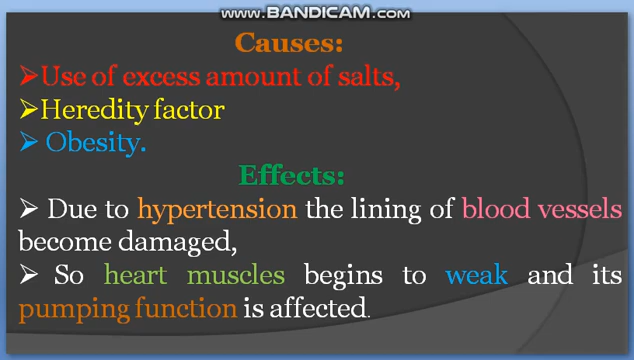 www.BANDICAM.com
Causes:
➢Use of excess amount of salts,
➢Heredity factor
➢ Obesity.
Effects:
➢ Due to hypertension the lining of blood vessels
become damaged,
➢ So heart muscles begins to weak and its
pumping function is affected.